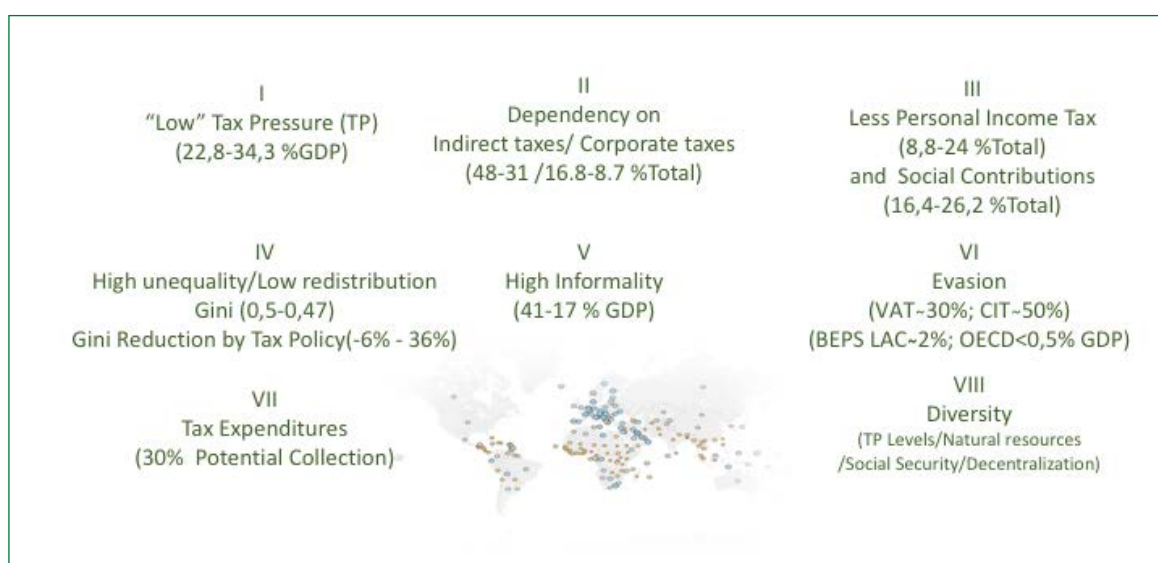 I
“Low” Tax Pressure (TP)
(22,8-34,3 %GDP)
II
Dependency on
Indirect taxes/ Corporate taxes
(48-31 /16.8-8.7 %Total)
III
Less Personal Income Tax
(8,8-24 %Total)
and Social Contributions
(16,4-26,2 %Total)
IV
High unequality/Low redistribution
Gini (0,5-0,47)
Gini Reduction by Tax Policy(-6% - 36%)
V
High Informality
(41-17 % GDP)
VI
Evasion
(VAT~30%; CIT~50%)
(BEPS LAC~2%; OECD<0,5% GDP)
VII
Tax Expenditures
(30% Potential Collection)
VIII
Diversity
(TP Levels/Natural resources
/Social Security/Decentralization)